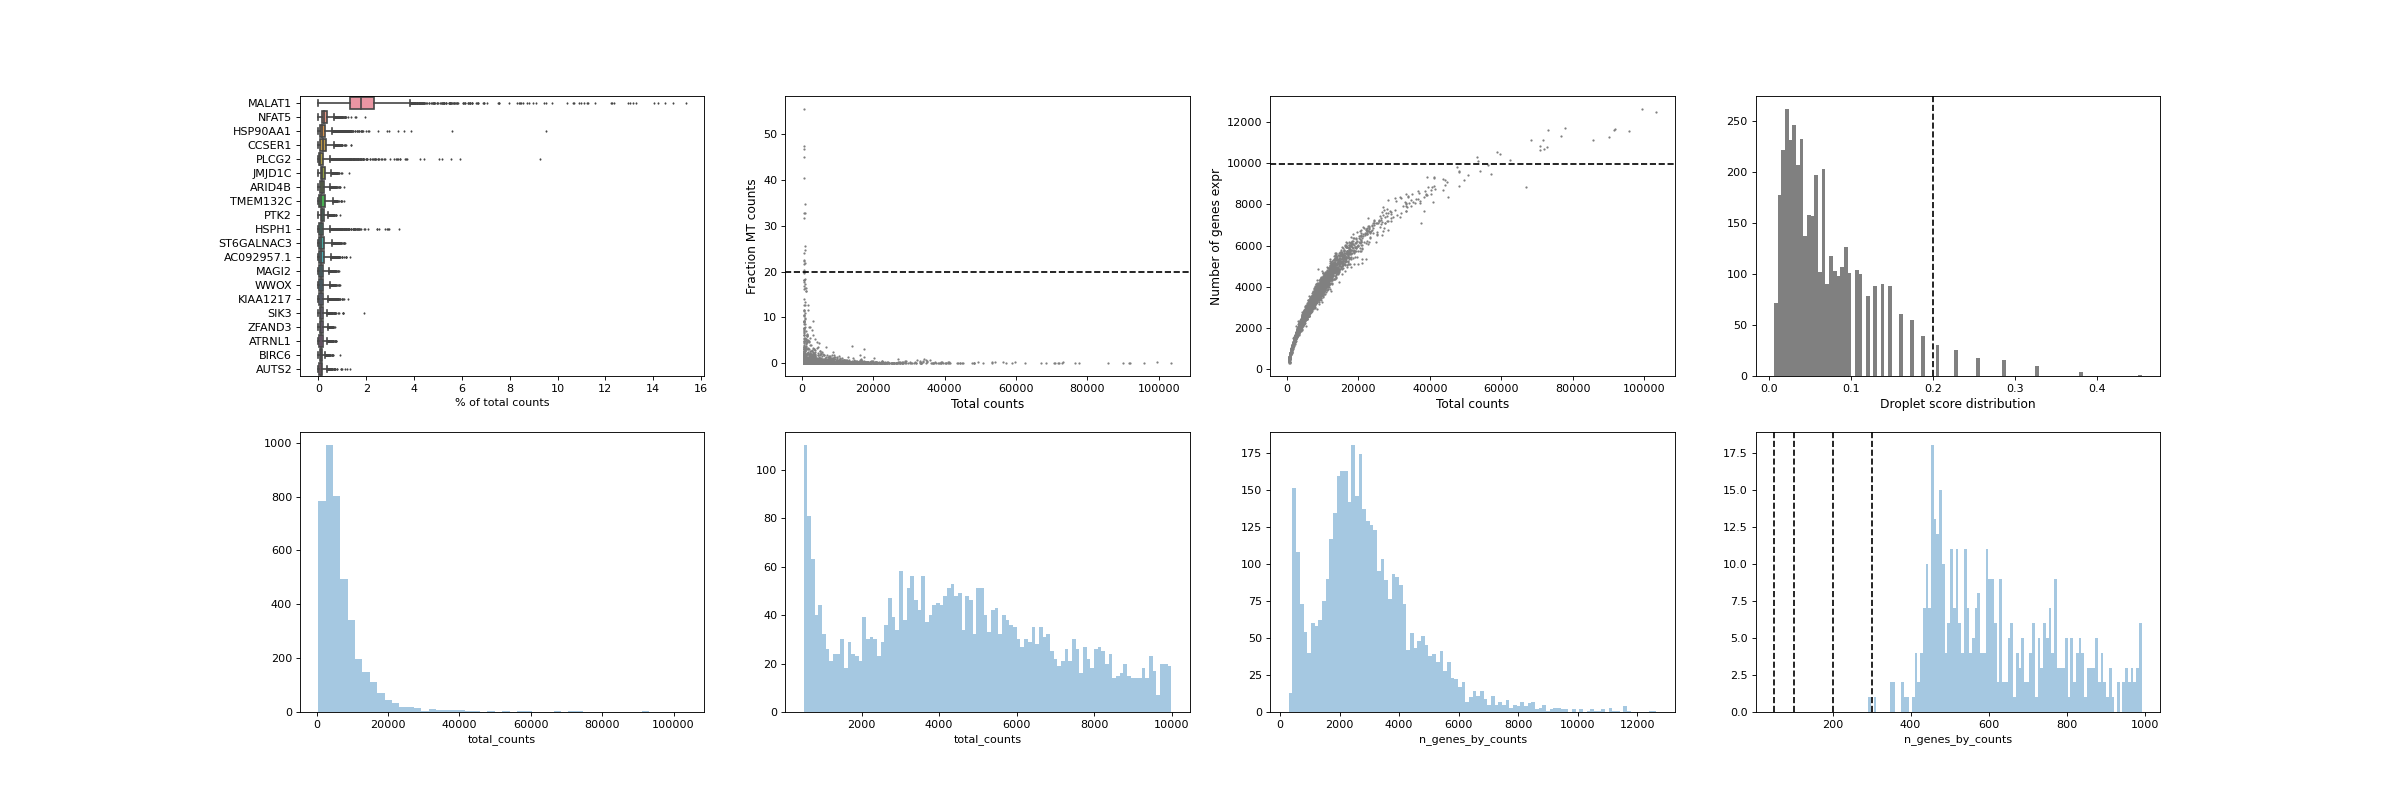 MALAT1
NFAT5
HSP90AA1
CCSER1
PLCG2
JMJD1C
ARID4B
TMEM132C
PTK2
HSPH1
ST6GALNAC3
AC092957.1
MAGI2
WWOX
KIAA1217
SIK3
ZFAND3
ATRNL1
BIRC6
AUTS2
0 2 4 6 8 10 12 14 16
% of total counts
Fraction MT counts
50
40
30
20
10
0
0 20000 40000 60000 80000 100000
Total counts
Number of genes expr
12000
10000
8000
6000
4000
2000
0
0 20000 40000 60000 80000 100000
Total counts
250
200
150
100
50
0
0.0 0.1 0.2 0.3 0.4
Droplet score distribution
1000
800
600
400
200
0
0 20000 40000 60000 80000 100000
total_counts
100
80
60
40
20
0
2000 4000 6000 8000 10000
total_counts
175
150
125
100
75
50
25
0
0 2000 4000 6000 8000 10000 12000
n_genes_by_counts
17.5
15.0
12.5
10.0
7.5
5.0
2.5
0.0
200 400 600 800 1000
n_genes_by_counts